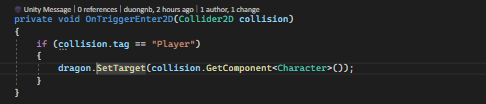 Unity Message | 0 references | duongnb, 2 hours ago | 1 author, 1 change
private void OnTriggerEnter2D(Collider2D collision)
{
if (collision.tag == "Player")
{
dragon.SetTarget(collision.GetComponent<Character>());
}
}